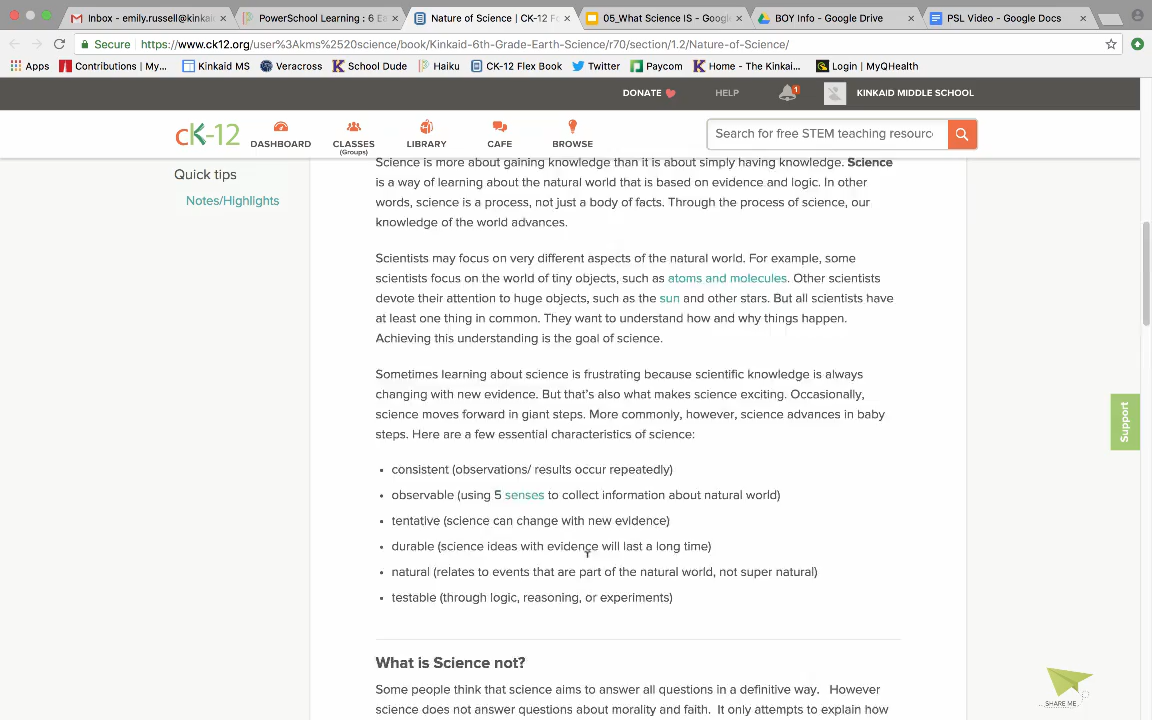 Inbox - emily.russell@kinkai
PowerSchool Learning : 6 Ea
Nature of Science | CK-12 Fo
05_What Science IS - Googl
BOY Info - Google Drive
PSL Video - Google Docs
Secure https://www.ck12.org/user%3Akms%2520science/book/Kinkaid-6th-Grade-Earth-Science/r70/section/1.2/Nature-of-Science/
Apps Contributions | My... Kinkaid MS Veracross School Dude Haiku CK-12 Flex Book Twitter Paycom Home - The Kinkai... Login | MyQHealth
DONATE HELP 1 KINKAID MIDDLE SCHOOL
cK-12 DASHBOARD CLASSES LIBRARY CAFE BROWSE Search for free STEM teaching resourc
(Groups)
Quick tips
Notes/Highlights
Science is more about gaining knowledge than it is about simply having knowledge. Science
is a way of learning about the natural world that is based on evidence and logic. In other
words, science is a process, not just a body of facts. Through the process of science, our
knowledge of the world advances.
Scientists may focus on very different aspects of the natural world. For example, some
scientists focus on the world of tiny objects, such as atoms and molecules. Other scientists
devote their attention to huge objects, such as the sun and other stars. But all scientists have
at least one thing in common. They want to understand how and why things happen.
Achieving this understanding is the goal of science.
Sometimes learning about science is frustrating because scientific knowledge is always
changing with new evidence. But that's also what makes science exciting. Occasionally,
science moves forward in giant steps. More commonly, however, science advances in baby
steps. Here are a few essential characteristics of science:
• consistent (observations/ results occur repeatedly)
• observable (using 5 senses to collect information about natural world)
• tentative (science can change with new evidence)
• durable (science ideas with evidence will last a long time)
• natural (relates to events that are part of the natural world, not super natural)
• testable (through logic, reasoning, or experiments)
What is Science not?
Some people think that science aims to answer all questions in a definitive way. However
science does not answer questions about morality and faith. It only attempts to explain how
Support
SHARE ME